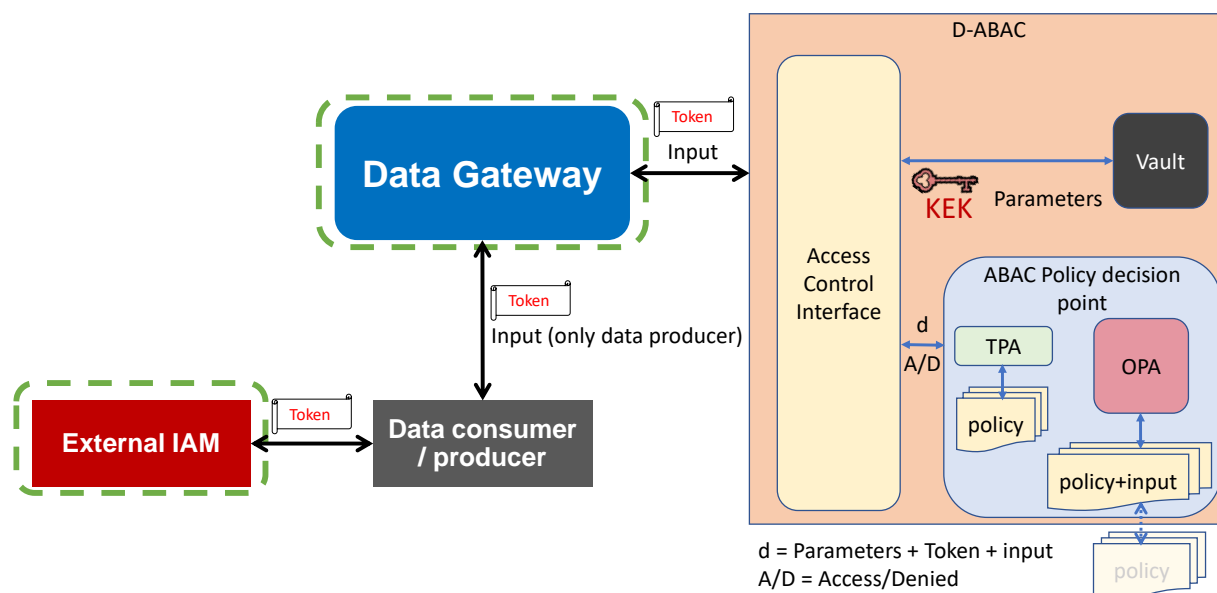 D-ABAC
Token
Input
Data Gateway
Vault
KEK
Parameters
Access
Control
Interface
ABAC Policy decision
point
Token
Input (only data producer)
d
A/D
TPA
OPA
policy
policy+input
External IAM
Token
Data consumer
/ producer
d = Parameters + Token + input
A/D = Access/Denied
policy